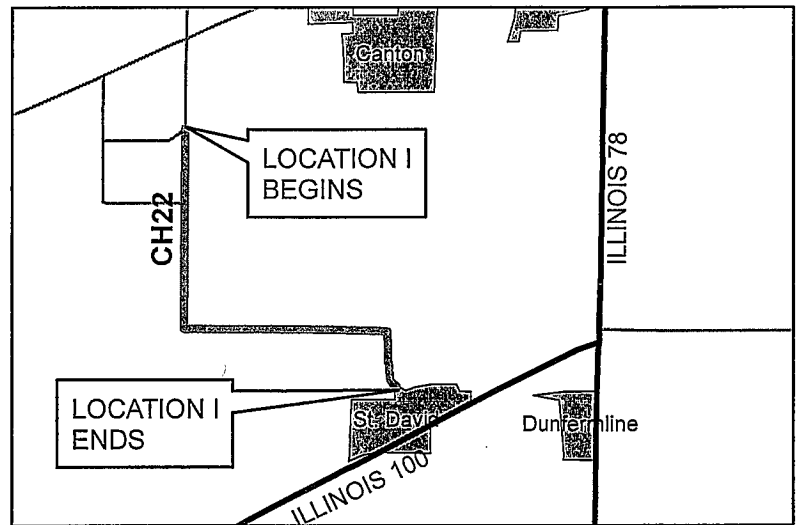 Canton
LOCATION I
BEGINS
ILLINOIS 78
CH22
LOCATION I
ENDS
St. David
Dunfermline
ILLINOIS 100